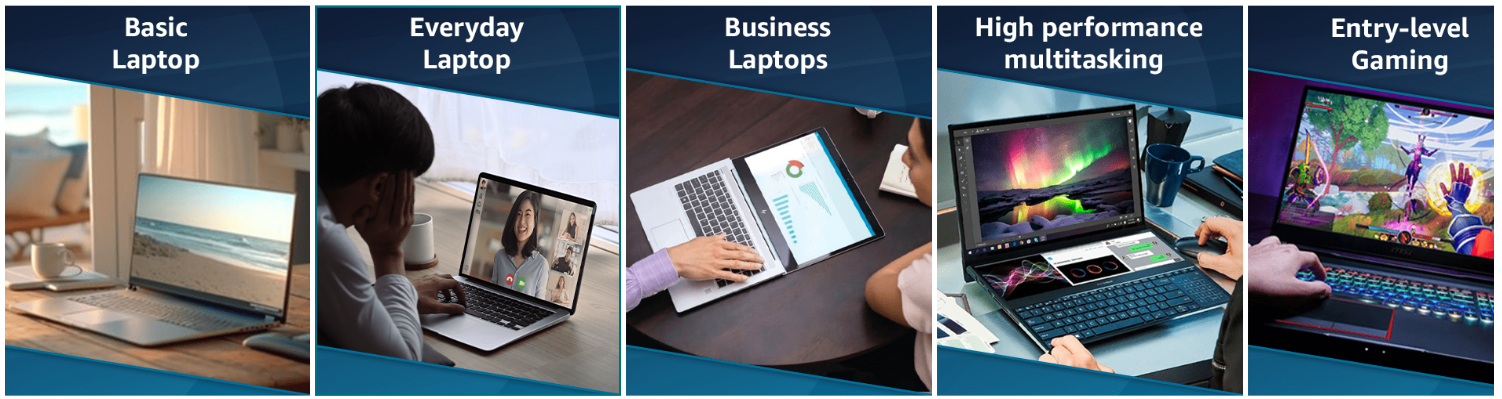 Basic
Laptop
Everyday
Laptop
Business
Laptops
High performance
multitasking
Entry-level
Gaming